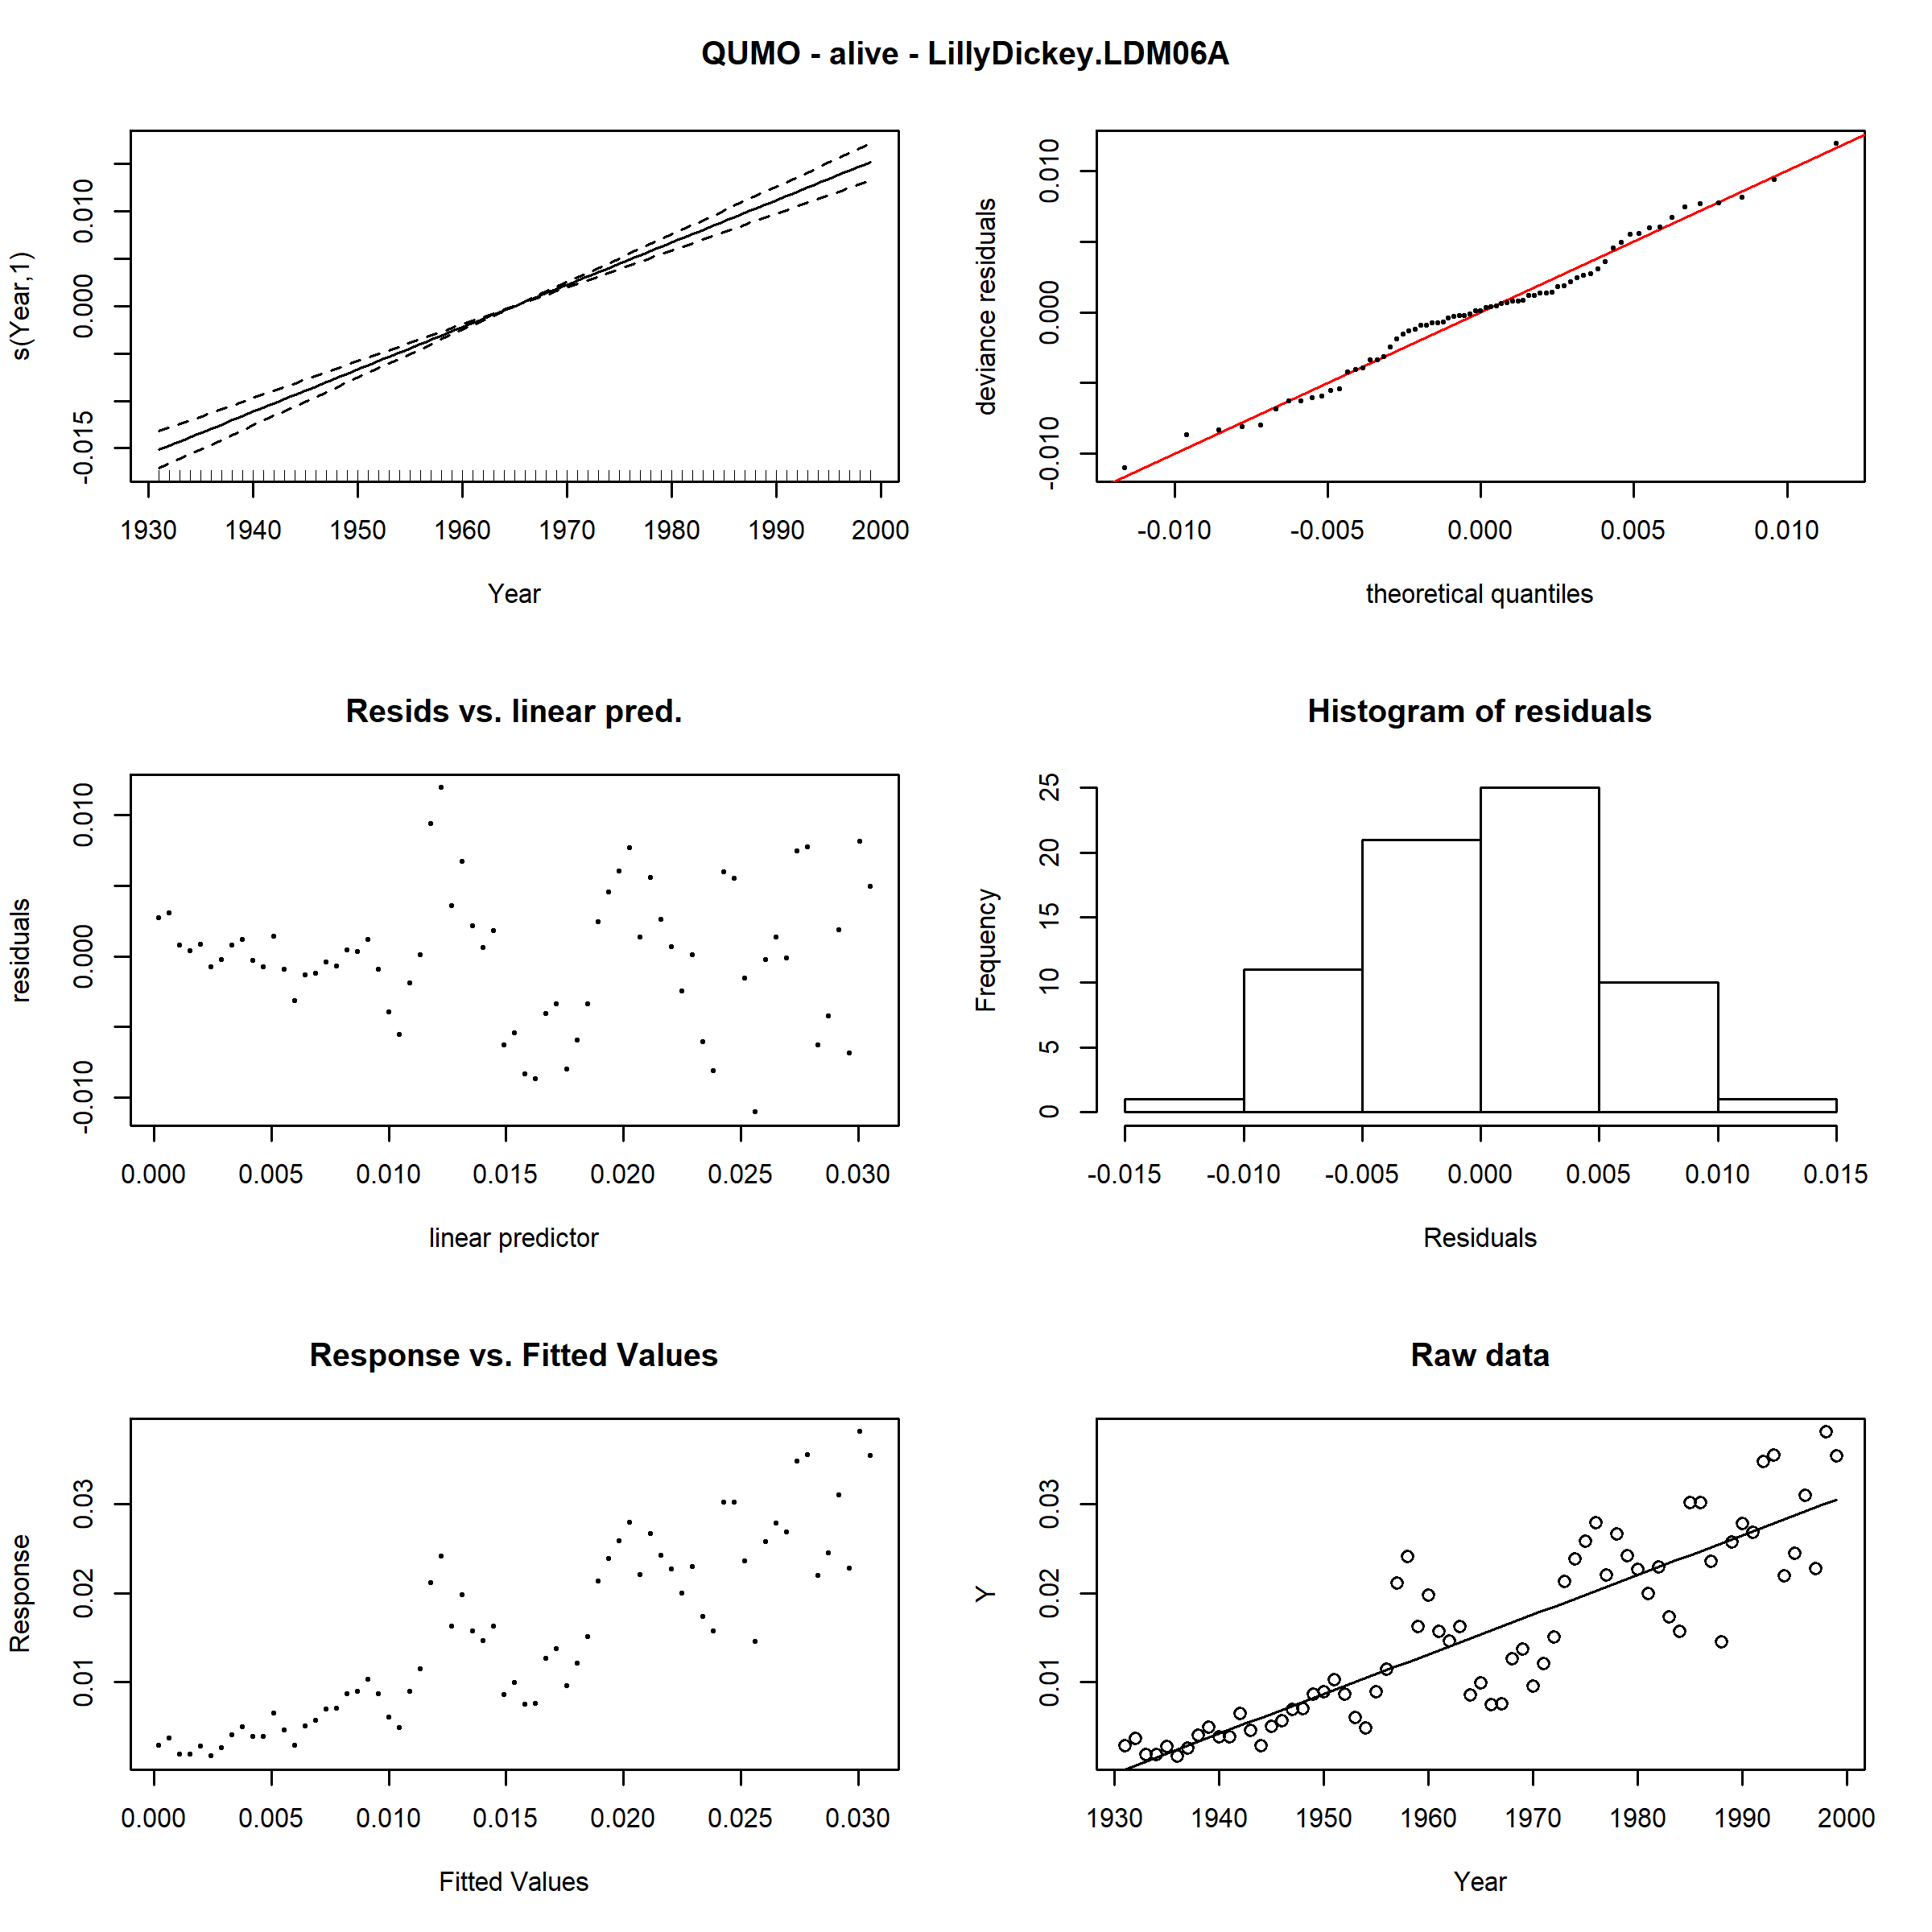 QUMO - alive - LillyDickey.LDM06A
s(Year,1)
-0.015 0.000 0.010
1930 1940 1950 1960 1970 1980 1990 2000
Year
deviance residuals
-0.010 0.000 0.010
-0.010 -0.005 0.000 0.005 0.010
theoretical quantiles
Resids vs. linear pred.
residuals
-0.010 0.000 0.010
0.000 0.005 0.010 0.015 0.020 0.025 0.030
linear predictor
Histogram of residuals
Frequency
0 5 10 15 20 25
-0.015 -0.010 -0.005 0.000 0.005 0.010 0.015
Residuals
Response vs. Fitted Values
Response
0.01 0.02 0.03
0.000 0.005 0.010 0.015 0.020 0.025 0.030
Fitted Values
Raw data
Y
0.01 0.02 0.03
1930 1940 1950 1960 1970 1980 1990 2000
Year